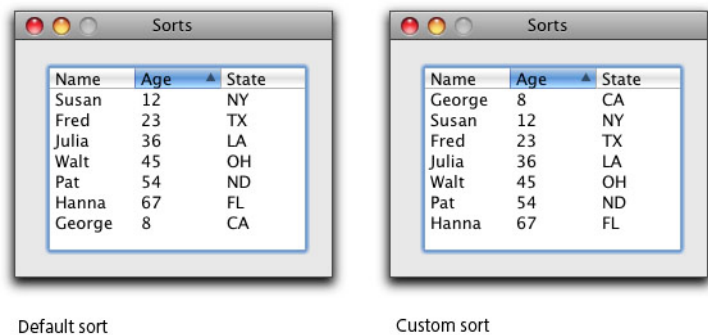 Sorts
Name Age State
Susan 12 NY
Fred 23 TX
Julia 36 LA
Walt 45 OH
Pat 54 ND
Hanna 67 FL
George 8 CA
Default sort
Sorts
Name Age State
George 8 CA
Susan 12 NY
Fred 23 TX
Julia 36 LA
Walt 45 OH
Pat 54 ND
Hanna 67 FL
Custom sort